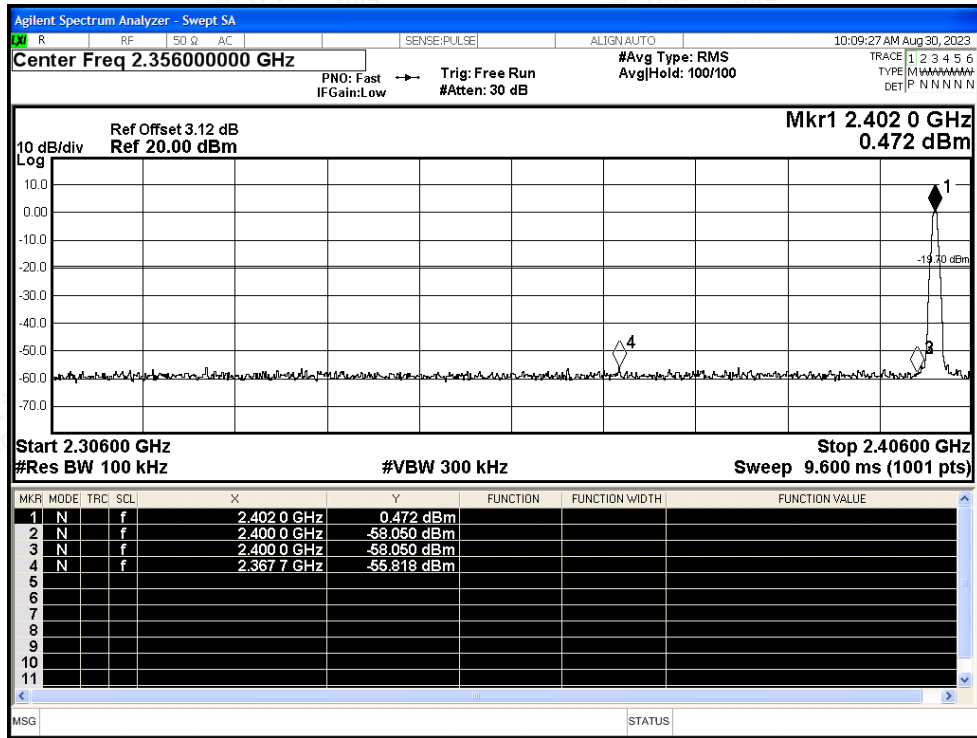 Agilent Spectrum Analyzer - Swept SA
LXI R RF 50 Ω AC SENSE:PULSE ALIGN AUTO 10:09:27 AM Aug 30, 2023
Center Freq 2.356000000 GHz
PNO: Fast Trig: Free Run
IFGain:Low #Atten: 30 dB
#Avg Type: RMS
Avg|Hold: 100/100
TRACE 1 2 3 4 5 6
TYPE M
DET P N N N N N
Ref Offset 3.12 dB
10 dB/div Ref 20.00 dBm
Log
Mkr1 2.402 0 GHz
0.472 dBm
10.0
0.00
-10.0
-20.0
-30.0
-40.0
-50.0
-60.0
-70.0
1
-19.70 dBm
4
Start 2.30600 GHz Stop 2.40600 GHz
#Res BW 100 kHz #VBW 300 kHz Sweep 9.600 ms (1001 pts)
MKR MODE TRC SCL X Y FUNCTION FUNCTION WIDTH FUNCTION VALUE
1 N f 2.402 0 GHz 0.472 dBm
2 N f 2.400 0 GHz -58.050 dBm
3 N f 2.400 0 GHz -58.050 dBm
4 N f 2.367 7 GHz -55.818 dBm
5
6
7
8
9
10
11
MSG STATUS